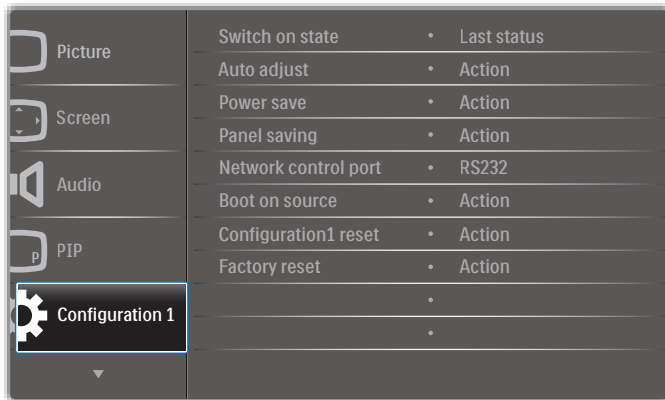 Picture
Screen
Audio
P
PIP
Configuration 1
Switch on state • Last status
Auto adjust • Action
Power save • Action
Panel saving • Action
Network control port • RS232
Boot on source • Action
Configuration1 reset • Action
Factory reset • Action
•
•